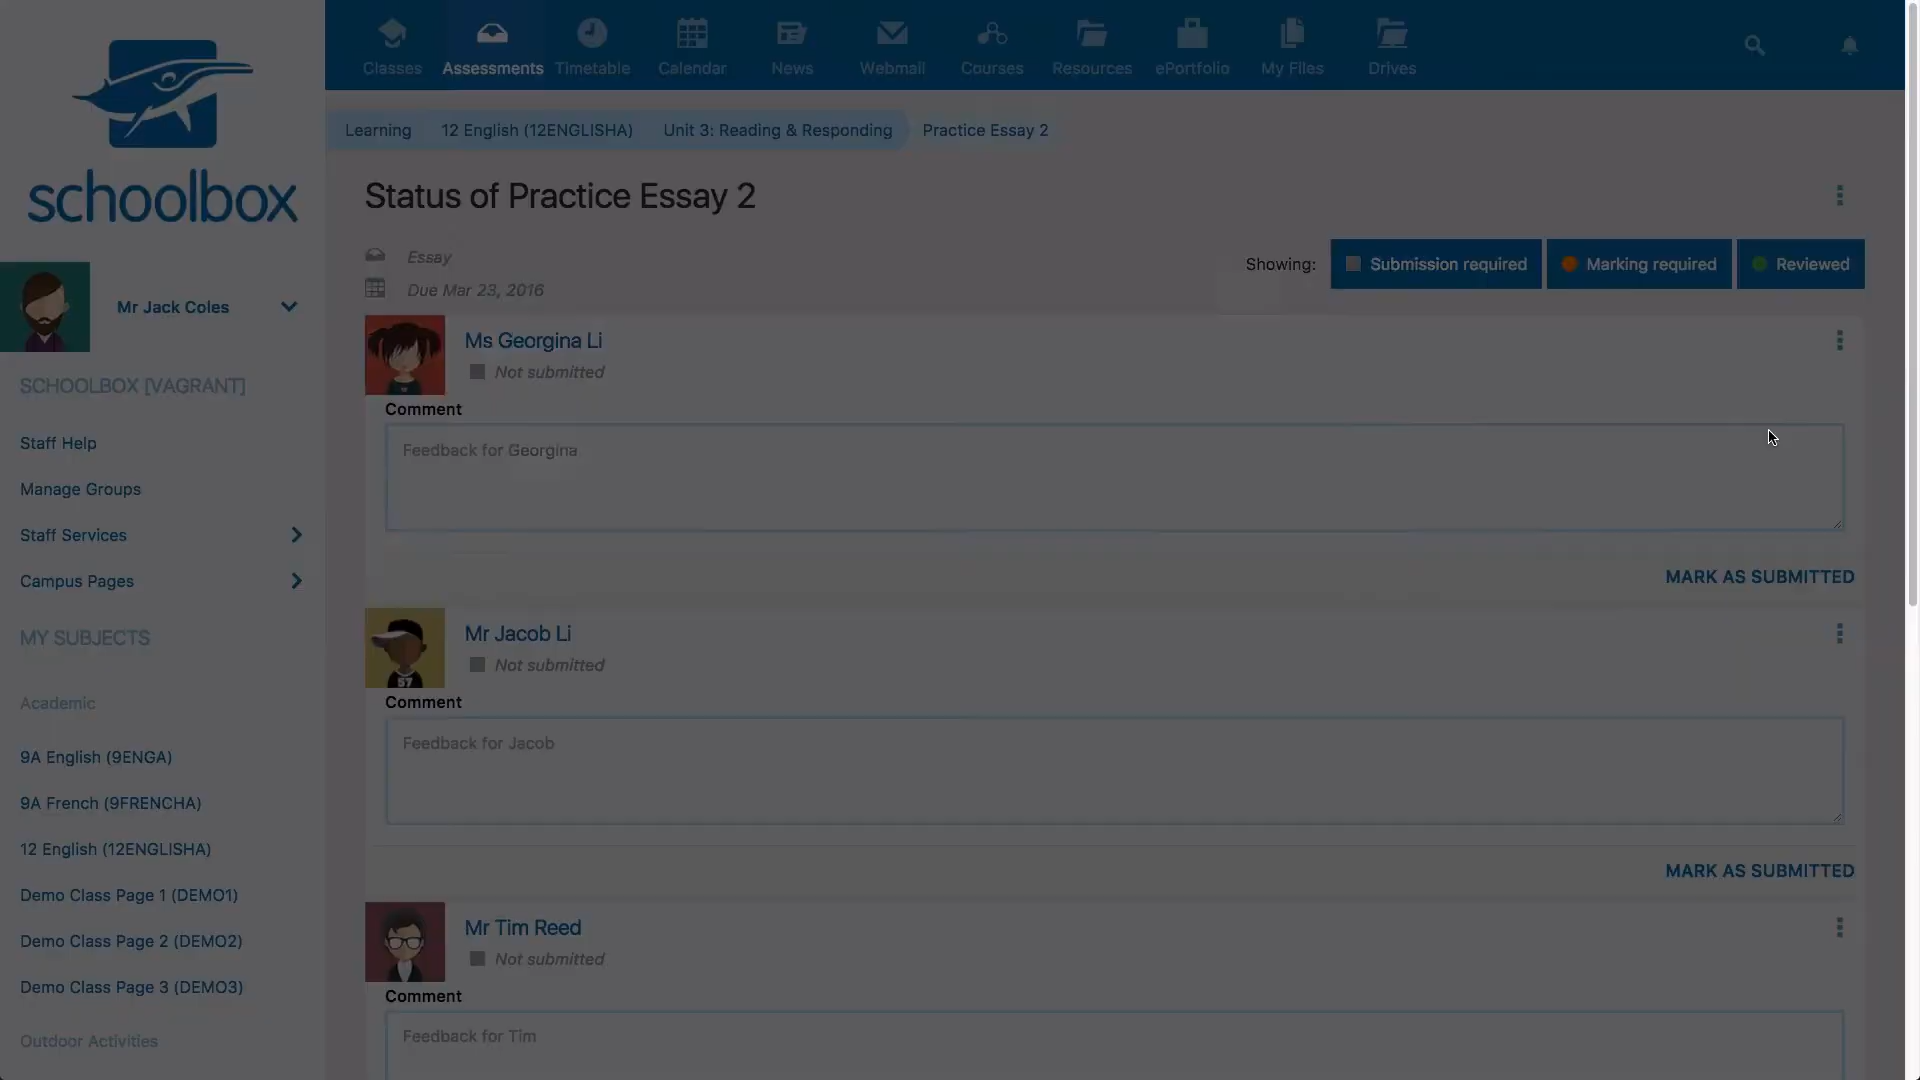 schoolbox
Mr Jack Coles
SCHOOLBOX [VAGRANT]
Staff Help
Manage Groups
Staff Services
Campus Pages
MY SUBJECTS
Academic
9A English (9ENGA)
9A French (9FRENCHA)
12 English (12ENGLISHA)
Demo Class Page 1 (DEMO1)
Demo Class Page 2 (DEMO2)
Demo Class Page 3 (DEMO3)
Outdoor Activities
Classes Assessments Timetable Calendar News Webmail Courses Resources ePortfolio My Files Drives
Learning 12 English (12ENGLISHA) Unit 3: Reading & Responding Practice Essay 2
Status of Practice Essay 2
Essay
Due Mar 23, 2016
Showing: Submission required Marking required Reviewed
Ms Georgina Li
Not submitted
Comment
Feedback for Georgina
MARK AS SUBMITTED
Mr Jacob Li
Not submitted
57
Comment
Feedback for Jacob
MARK AS SUBMITTED
Mr Tim Reed
Not submitted
Comment
Feedback for Tim